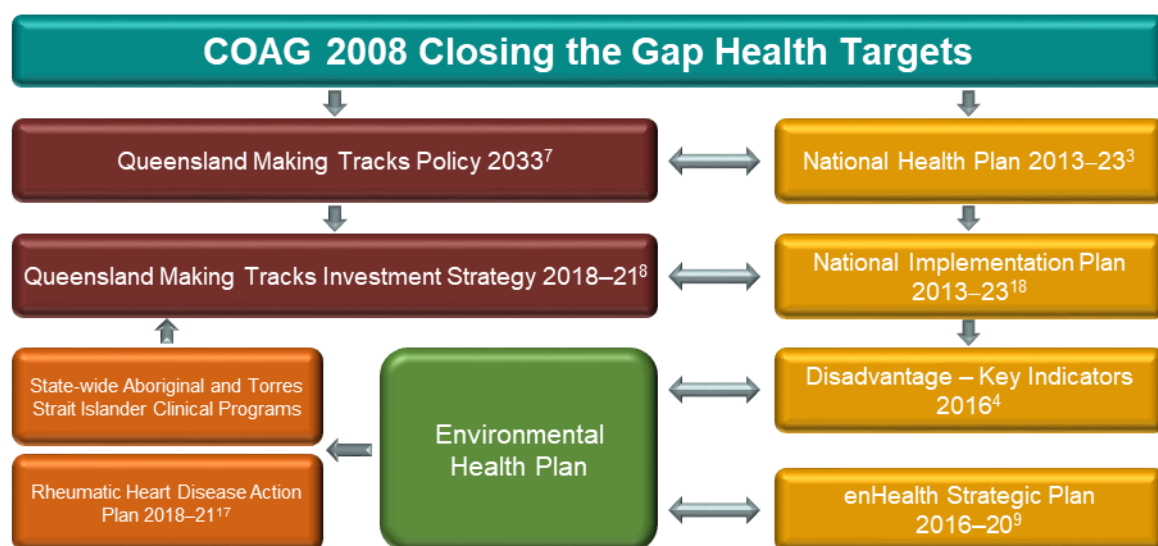 COAG 2008 Closing the Gap Health Targets
Queensland Making Tracks Policy 2033⁷
National Health Plan 2013–23³
Queensland Making Tracks Investment Strategy 2018–21⁸
National Implementation Plan
2013–23¹⁸
State-wide Aboriginal and Torres
Strait Islander Clinical Programs
Environmental
Health Plan
Disadvantage – Key Indicators
2016⁴
Rheumatic Heart Disease Action
Plan 2018–21¹⁷
enHealth Strategic Plan
2016–20⁹